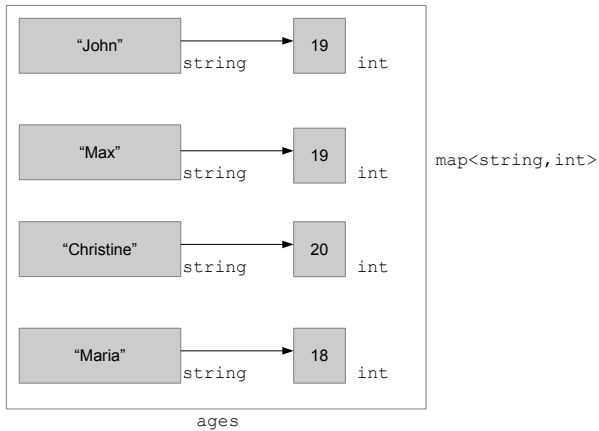 “John”
19
string
int
“Max”
19
string
int
map<string,int>
“Christine”
20
string
int
“Maria”
18
string
int
ages